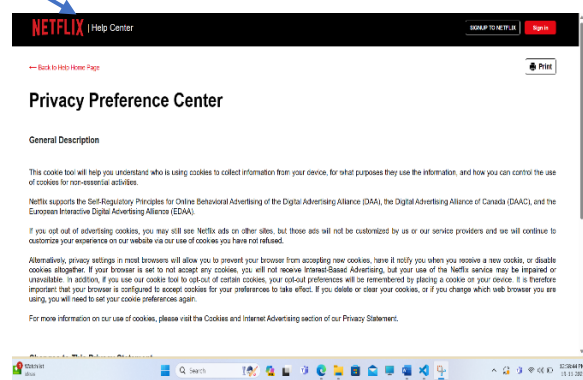 NETFLIX | Help Center
SIGNUP TO NETFLIX
Sign In
← Back to Help Home Page
Print
Privacy Preference Center
General Description
This cookie tool will help you understand who is using cookies to collect information from your device, for what purposes they use the information, and how you can control the use
of cookies for non-essential activities.
Netflix supports the Self-Regulatory Principles for Online Behavioral Advertising of the Digital Advertising Alliance (DAA), the Digital Advertising Alliance of Canada (DAAC), and the
European Interactive Digital Advertising Alliance (EDAA).
If you opt out of advertising cookies, you may still see Netflix ads on other sites, but those ads will not be customized by us or our service providers and we will continue to
customize your experience on our website via our use of cookies you have not refused.
Alternatively, privacy settings in most browsers will allow you to prevent your browser from accepting new cookies, have it notify you when you receive a new cookie, or disable
cookies altogether. If your browser is set to not accept any cookies, you will not receive Interest-Based Advertising, but your use of the Netflix service may be impaired or
unavailable. In addition, if you use our cookie tool to opt-out of certain cookies, your opt-out preferences will be remembered by placing a cookie on your device. It is therefore
important that your browser is configured to accept cookies for your preferences to take effect. If you delete or clear your cookies, or if you change which web browser you are
using, you will need to set your cookie preferences again.
For more information on our use of cookies, please visit the Cookies and Internet Advertising section of our Privacy Statement.
Search